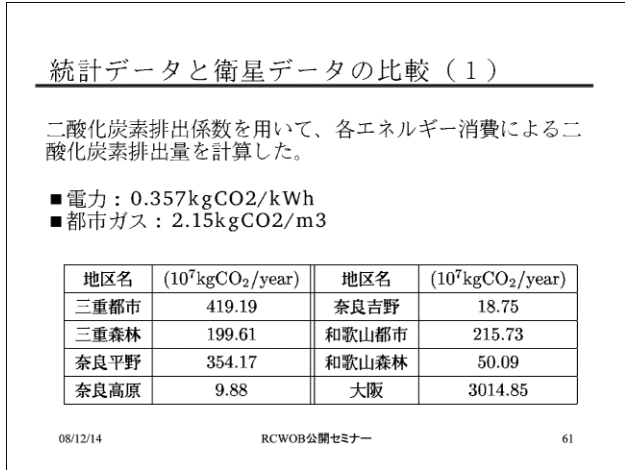 統計データと衛星データの比較（１）
二酸化炭素排出係数を用いて、各エネルギー消費による二
酸化炭素排出量を計算した。
■電力：0.357kgCO2/kWh
■都市ガス：2.15kgCO2/m3
地区名 (10⁷kgCO₂/year) 地区名 (10⁷kgCO₂/year)
三重都市 419.19 奈良吉野 18.75
三重森林 199.61 和歌山都市 215.73
奈良平野 354.17 和歌山森林 50.09
奈良高原 9.88 大阪 3014.85
08/12/14 RCWOB公開セミナー 61